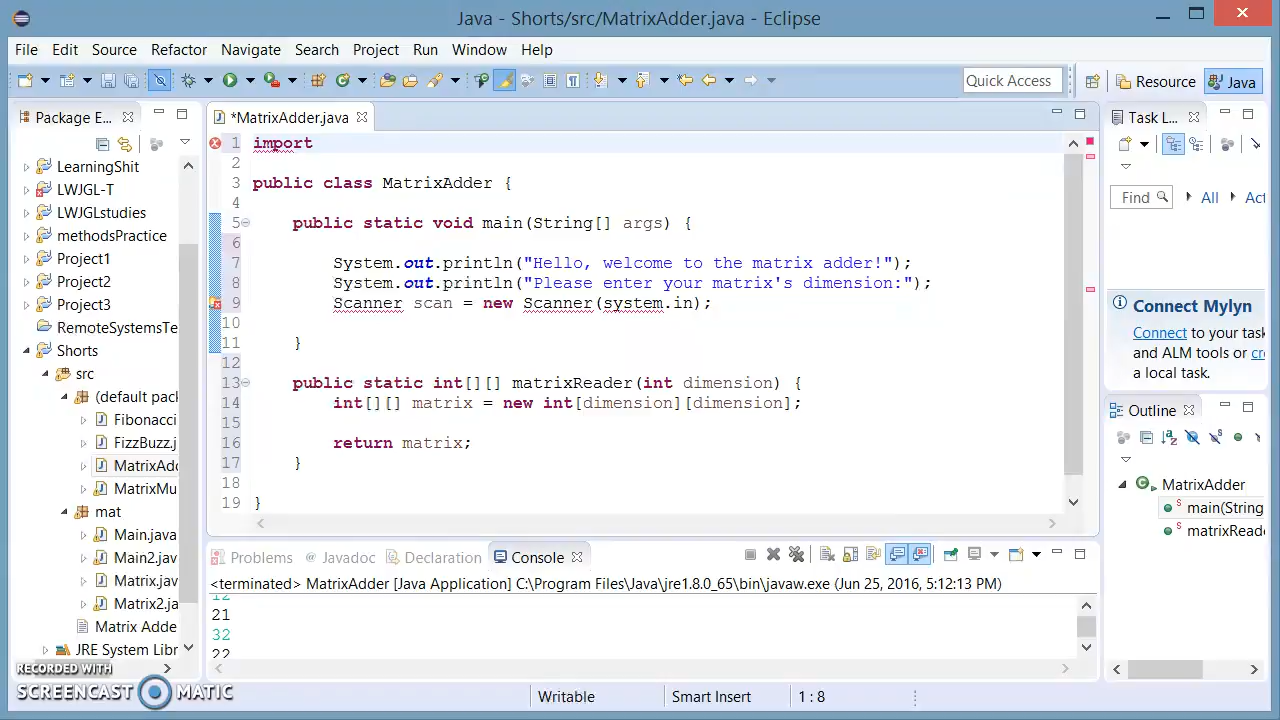 Java - Shorts/src/MatrixAdder.java - Eclipse
File Edit Source Refactor Navigate Search Project Run Window Help
Quick Access Resource Java
Package E...
LearningShit
LWJGL-T
LWJGLstudies
methodsPractice
Project1
Project2
Project3
RemoteSystemsTe
Shorts
src
(default pack
Fibonacci
FizzBuzz.j
MatrixAdd
MatrixMu
mat
Main.java
Main2.java
Matrix.jav
Matrix2.ja
Matrix Adde
JRE System Libr
*MatrixAdder.java
1 import
2
3 public class MatrixAdder {
4
5 public static void main(String[] args) {
6
7 System.out.println("Hello, welcome to the matrix adder!");
8 System.out.println("Please enter your matrix's dimension:");
9 Scanner scan = new Scanner(system.in);
10
11 }
12
13 public static int[][] matrixReader(int dimension) {
14 int[][] matrix = new int[dimension][dimension];
15
16 return matrix;
17 }
18
19 }
Problems Javadoc Declaration Console
<terminated> MatrixAdder [Java Application] C:\Program Files\Java\jre1.8.0_65\bin\javaw.exe (Jun 25, 2016, 5:12:13 PM)
12
21
32
22
Task L...
Find All Act
Connect Mylyn
Connect to your task
and ALM tools or cr
a local task.
Outline
MatrixAdder
main(String
matrixReade
Writable Smart Insert 1 : 8
RECORDED WITH
SCREENCAST MATIC